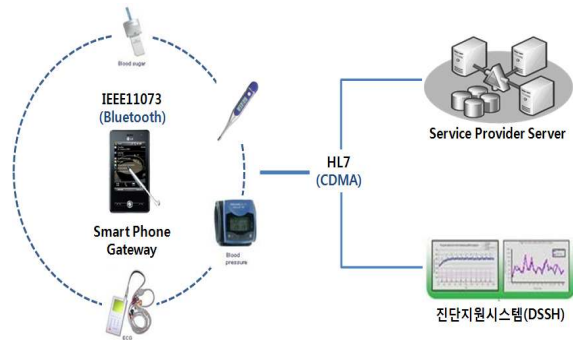 Blood sugar
IEEE11073
(Bluetooth)
Smart Phone
Gateway
Blood
pressure
ECG
HL7
(CDMA)
Service Provider Server
진단지원시스템(DSSH)